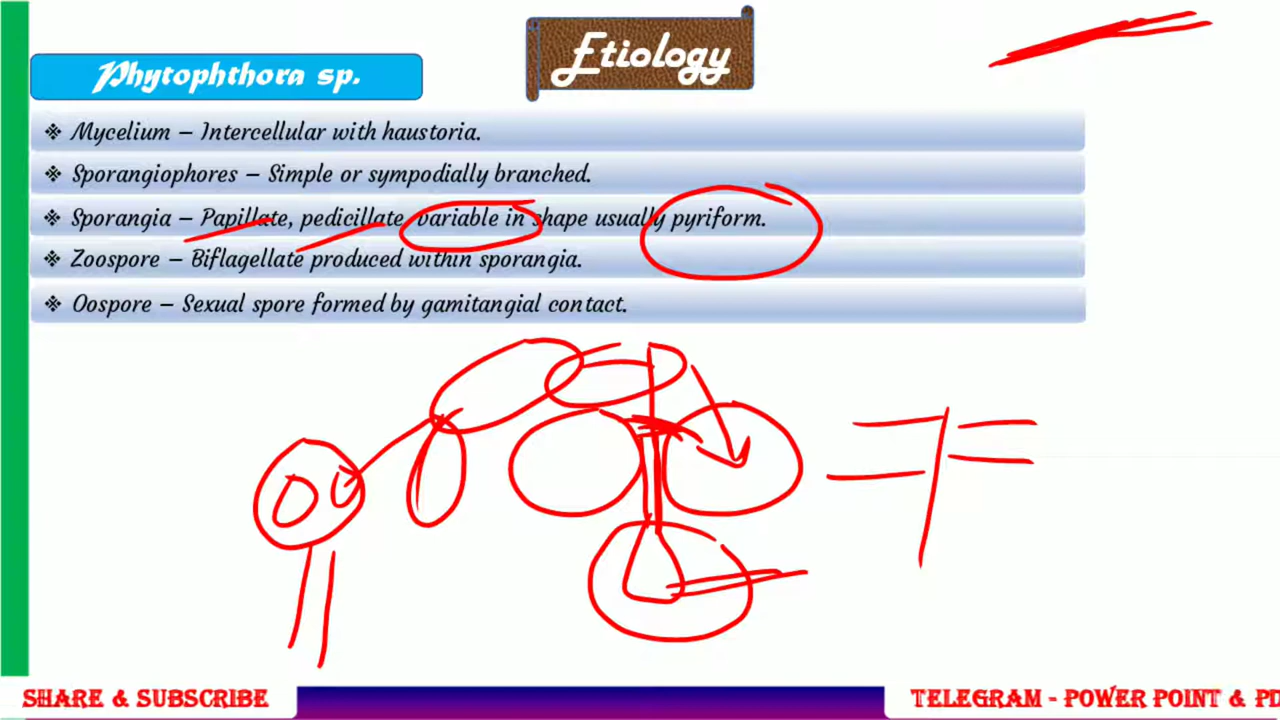 Etiology
Phytophthora sp.
❖ Mycelium – Intercellular with haustoria.
❖ Sporangiophores – Simple or sympodially branched.
❖ Sporangia – Papillate, pedicillate, variable in shape usually pyriform.
❖ Zoospore – Biflagellate produced within sporangia.
❖ Oospore – Sexual spore formed by gamitangial contact.
SHARE & SUBSCRIBE
TELEGRAM - POWER POINT & PD